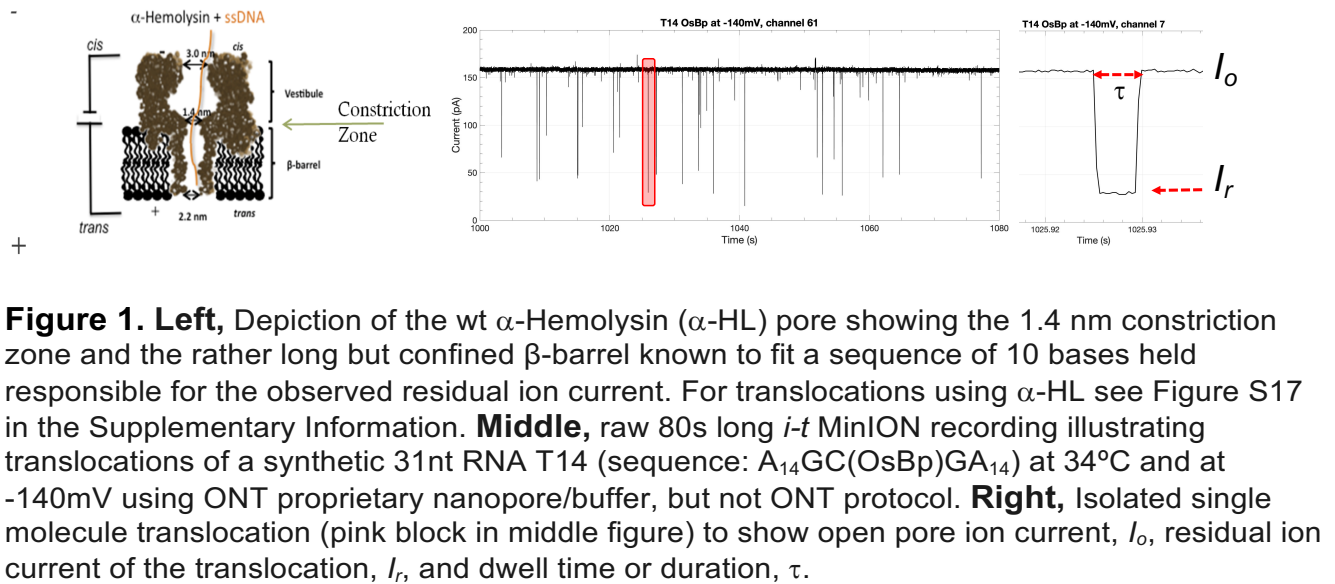 -
α-Hemolysin + ssDNA
cis
-
3.0 nm
cis
Vestibule
1.4 nm
Constriction
Zone
β-barrel
+
2.2 nm
trans
trans
+
T14 OsBp at -140mV, channel 61
200
150
100
50
0
Current (pA)
1000
1020
1040
1060
1080
Time (s)
T14 OsBp at -140mV, channel 7
Io
τ
Ir
1025.92
1025.93
Time (s)
Figure 1. Left, Depiction of the wt α-Hemolysin (α-HL) pore showing the 1.4 nm constriction
zone and the rather long but confined β-barrel known to fit a sequence of 10 bases held
responsible for the observed residual ion current. For translocations using α-HL see Figure S17
in the Supplementary Information. Middle, raw 80s long i-t MinION recording illustrating
translocations of a synthetic 31nt RNA T14 (sequence: A₁₄GC(OsBp)GA₁₄) at 34ºC and at
-140mV using ONT proprietary nanopore/buffer, but not ONT protocol. Right, Isolated single
molecule translocation (pink block in middle figure) to show open pore ion current, Io, residual ion
current of the translocation, Ir, and dwell time or duration, τ.